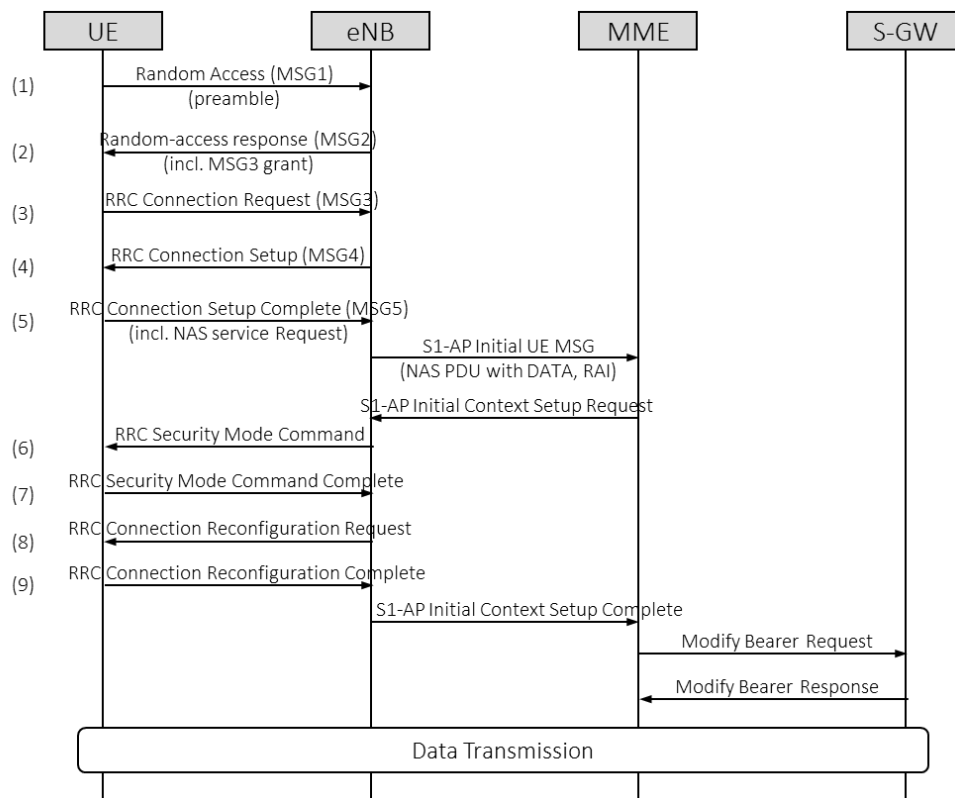 UE eNB MME S-GW
(1) Random Access (MSG1)
(preamble)
(2) Random-access response (MSG2)
(incl. MSG3 grant)
(3) RRC Connection Request (MSG3)
(4) RRC Connection Setup (MSG4)
(5) RRC Connection Setup Complete (MSG5)
(incl. NAS service Request)
S1-AP Initial UE MSG
(NAS PDU with DATA, RAI)
S1-AP Initial Context Setup Request
(6) RRC Security Mode Command
(7) RRC Security Mode Command Complete
(8) RRC Connection Reconfiguration Request
(9) RRC Connection Reconfiguration Complete
S1-AP Initial Context Setup Complete
Modify Bearer Request
Modify Bearer Response
Data Transmission